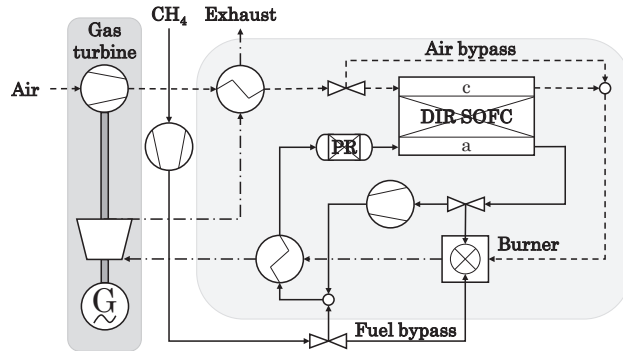 CH₄
Exhaust
Gas
turbine
Air bypass
Air
c
DIR SOFC
PR
a
Burner
G
Fuel bypass